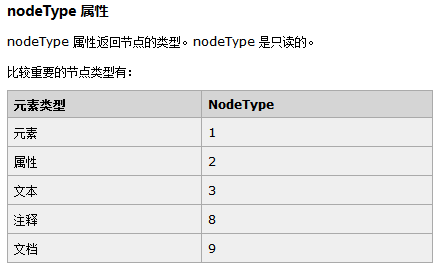 nodeType 属性
nodeType 属性返回节点的类型。nodeType 是只读的。
比较重要的节点类型有：
元素类型 NodeType
元素 1
属性 2
文本 3
注释 8
文档 9